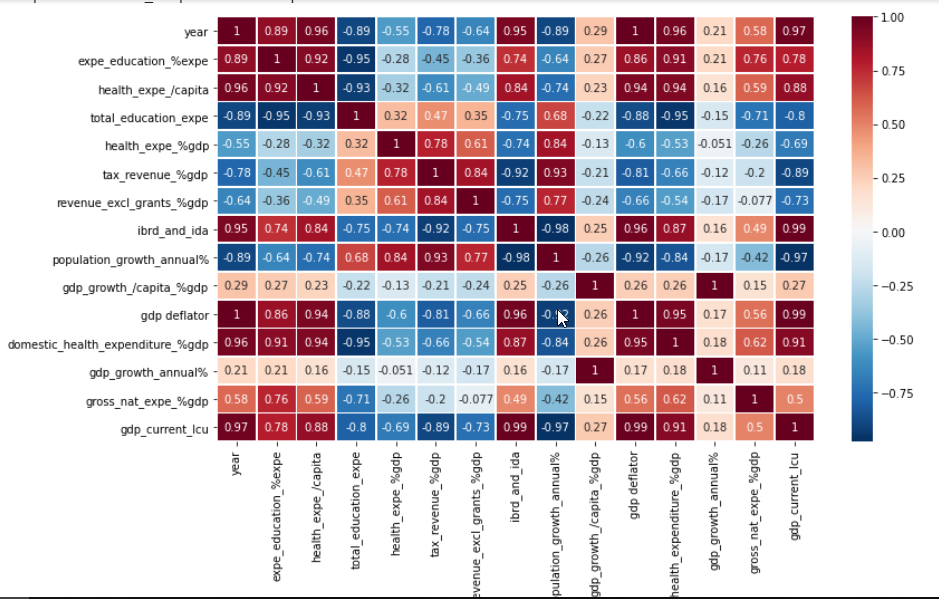 year 1 0.89 0.96 -0.89 -0.55 -0.78 -0.64 0.95 -0.89 0.29 1 0.96 0.21 0.58 0.97
expe_education_%expe 0.89 1 0.92 -0.95 -0.28 -0.45 -0.36 0.74 -0.64 0.27 0.86 0.91 0.21 0.76 0.78
health_expe_/capita 0.96 0.92 1 -0.93 -0.32 -0.61 -0.49 0.84 -0.74 0.23 0.94 0.94 0.16 0.59 0.88
total_education_expe -0.89 -0.95 -0.93 1 0.32 0.47 0.35 -0.75 0.68 -0.22 -0.88 -0.95 -0.15 -0.71 -0.8
health_expe_%gdp -0.55 -0.28 -0.32 0.32 1 0.78 0.61 -0.74 0.84 -0.13 -0.6 -0.53 -0.051 -0.26 -0.69
tax_revenue_%gdp -0.78 -0.45 -0.61 0.47 0.78 1 0.84 -0.92 0.93 -0.21 -0.81 -0.66 -0.12 -0.2 -0.89
revenue_excl_grants_%gdp -0.64 -0.36 -0.49 0.35 0.61 0.84 1 -0.75 0.77 -0.24 -0.66 -0.54 -0.17 -0.077 -0.73
ibrd_and_ida 0.95 0.74 0.84 -0.75 -0.74 -0.92 -0.75 1 -0.98 0.25 0.96 0.87 0.16 0.49 0.99
population_growth_annual% -0.89 -0.64 -0.74 0.68 0.84 0.93 0.77 -0.98 1 -0.26 -0.92 -0.84 -0.17 -0.42 -0.97
gdp_growth_/capita_%gdp 0.29 0.27 0.23 -0.22 -0.13 -0.21 -0.24 0.25 -0.26 1 0.26 0.26 1 0.15 0.27
gdp deflator 1 0.86 0.94 -0.88 -0.6 -0.81 -0.66 0.96 0.26 1 0.95 0.17 0.56 0.99
domestic_health_expenditure_%gdp 0.96 0.91 0.94 -0.95 -0.53 -0.66 -0.54 0.87 -0.84 0.26 0.95 1 0.18 0.62 0.91
gdp_growth_annual% 0.21 0.21 0.16 -0.15 -0.051 -0.12 -0.17 0.16 -0.17 1 0.17 0.18 1 0.11 0.18
gross_nat_expe_%gdp 0.58 0.76 0.59 -0.71 -0.26 -0.2 -0.077 0.49 -0.42 0.15 0.56 0.62 0.11 1 0.5
gdp_current_lcu 0.97 0.78 0.88 -0.8 -0.69 -0.89 -0.73 0.99 -0.97 0.27 0.99 0.91 0.18 0.5 1
year
expe_education_%expe
health_expe_/capita
total_education_expe
health_expe_%gdp
tax_revenue_%gdp
evenue_excl_grants_%gdp
ibrd_and_ida
pulation_growth_annual%
gdp_growth_/capita_%gdp
gdp deflator
health_expenditure_%gdp
gdp_growth_annual%
gross_nat_expe_%gdp
gdp_current_lcu
1.00
0.75
0.50
0.25
0.00
-0.25
-0.50
-0.75